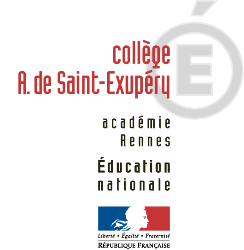 collège
A. de Saint-Exupéry
É
académie
Rennes
Éducation
nationale
Liberté • Égalité • Fraternité
RÉPUBLIQUE FRANÇAISE